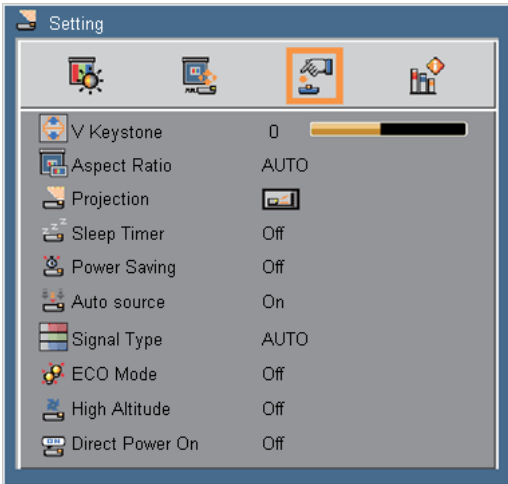 Setting
V Keystone 0
Aspect Ratio AUTO
Projection
Sleep Timer Off
Power Saving Off
Auto source On
Signal Type AUTO
ECO Mode Off
High Altitude Off
Direct Power On Off